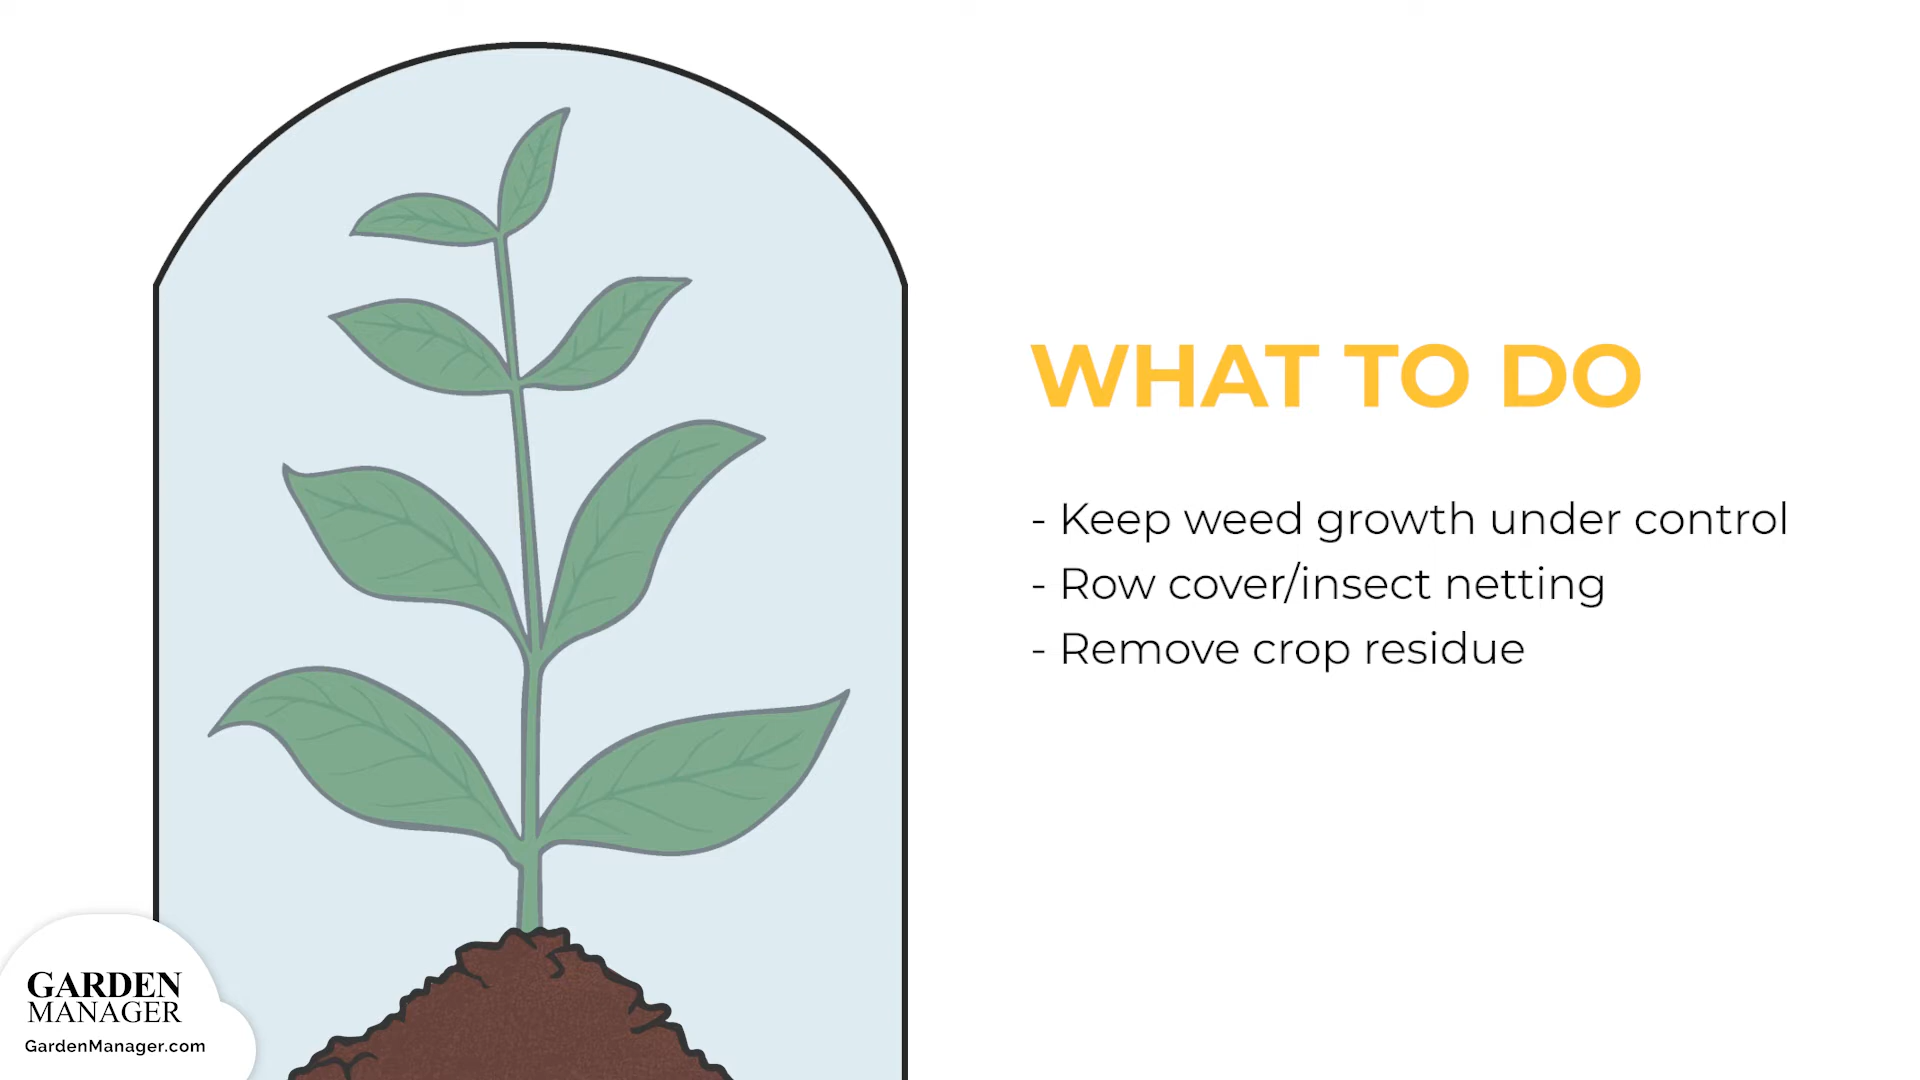 WHAT TO DO
- Keep weed growth under control
- Row cover/insect netting
- Remove crop residue
GARDEN
MANAGER
GardenManager.com